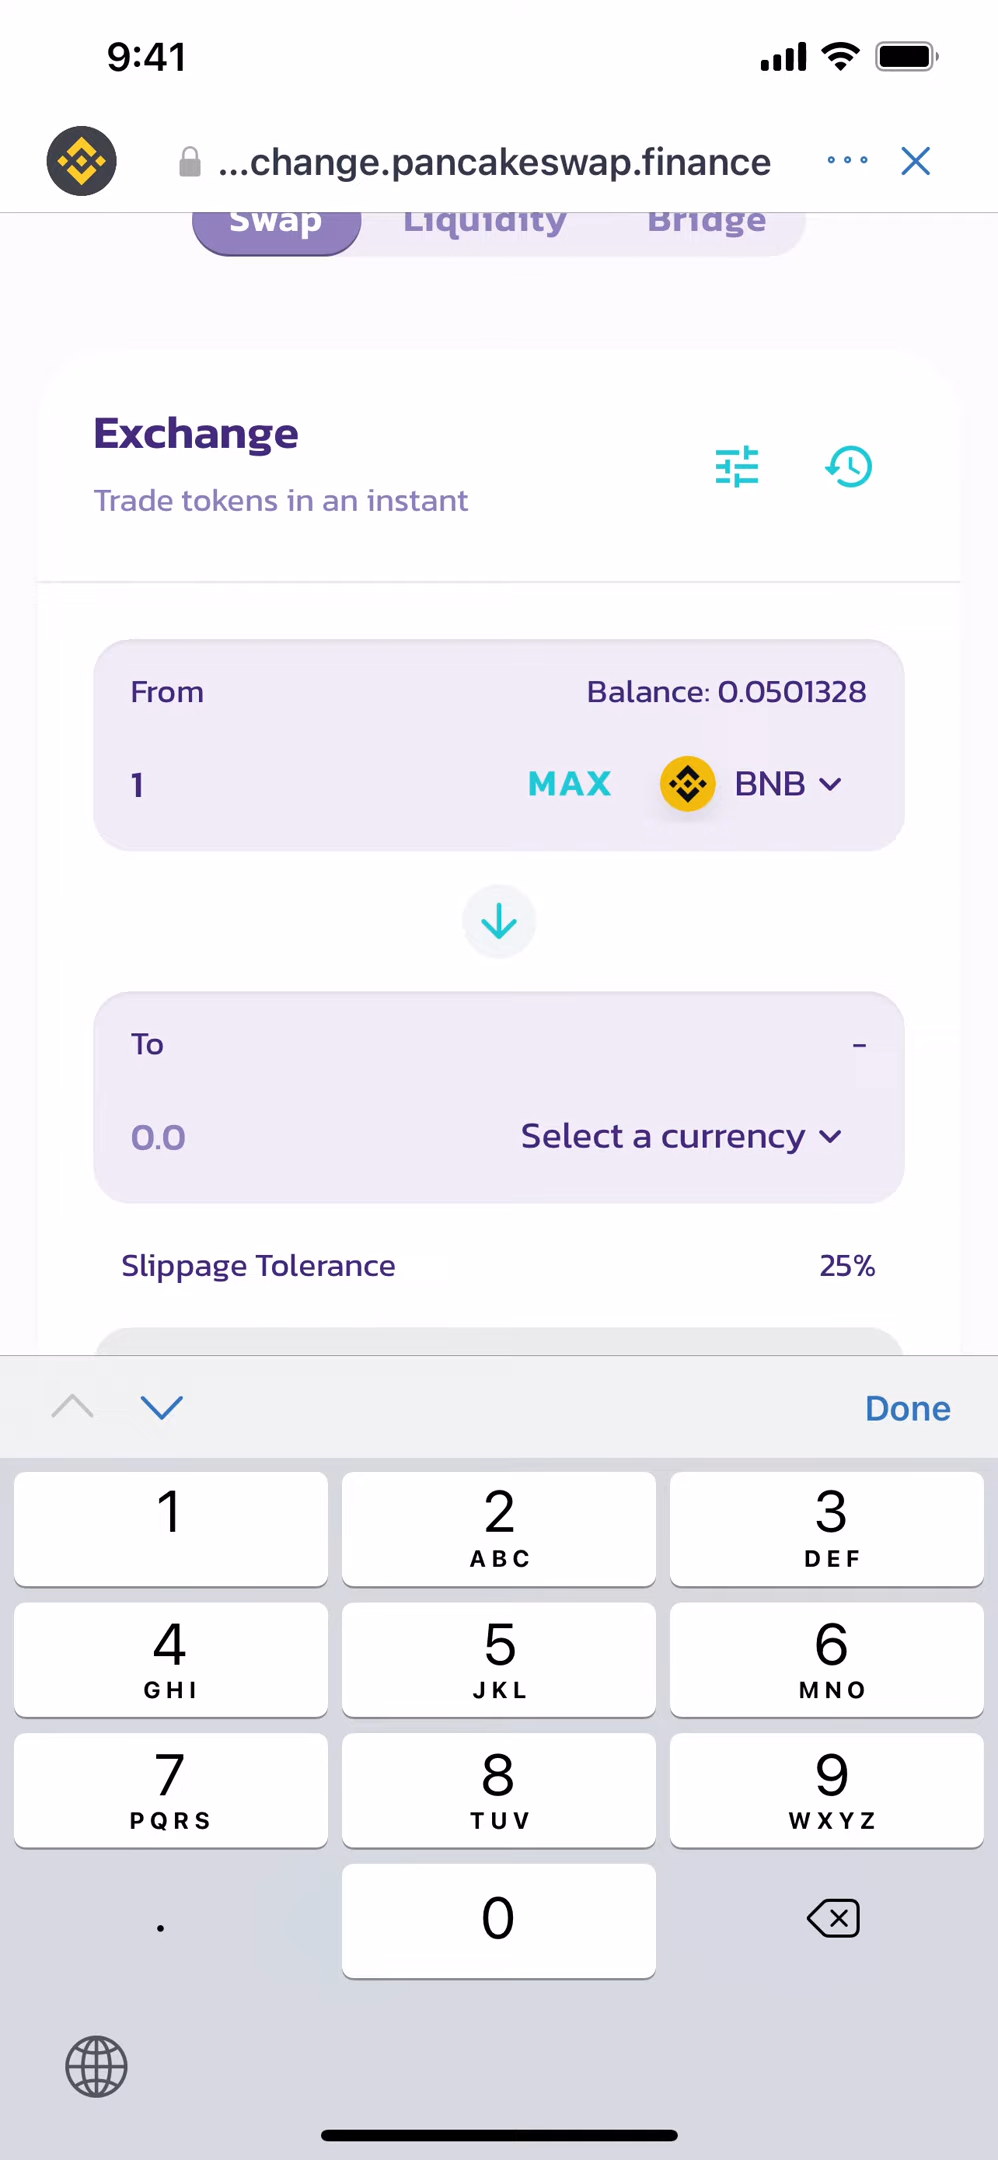 9:41
...change.pancakeswap.finance
Swap Liquidity Bridge
Exchange
Trade tokens in an instant
From Balance: 0.0501328
1 MAX BNB
To -
0.0 Select a currency
Slippage Tolerance 25%
Done
1 2 3
ABC DEF
4 5 6
GHI JKL MNO
7 8 9
PQRS TUV WXYZ
. 0